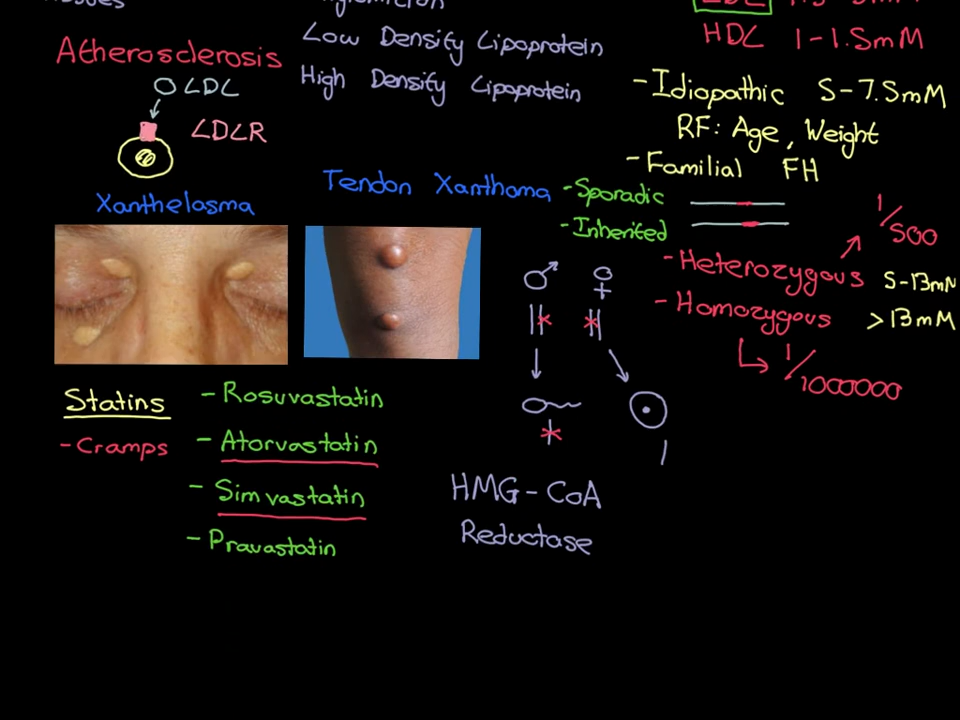 Low Density Lipoprotein
High Density Lipoprotein
HDL 1-1.5mM
Atherosclerosis
LDL
LDLR
- Idiopathic 5-7.5mM
RF: Age, Weight
- Familial FH
- Sporadic
- Inherited
1/500
- Heterozygous 5-13mM
- Homozygous >13mM
1/1000000
Xanthelasma
Tendon Xanthoma
Statins
- Cramps
- Rosuvastatin
- Atorvastatin
- Simvastatin
- Pravastatin
HMG-CoA
Reductase